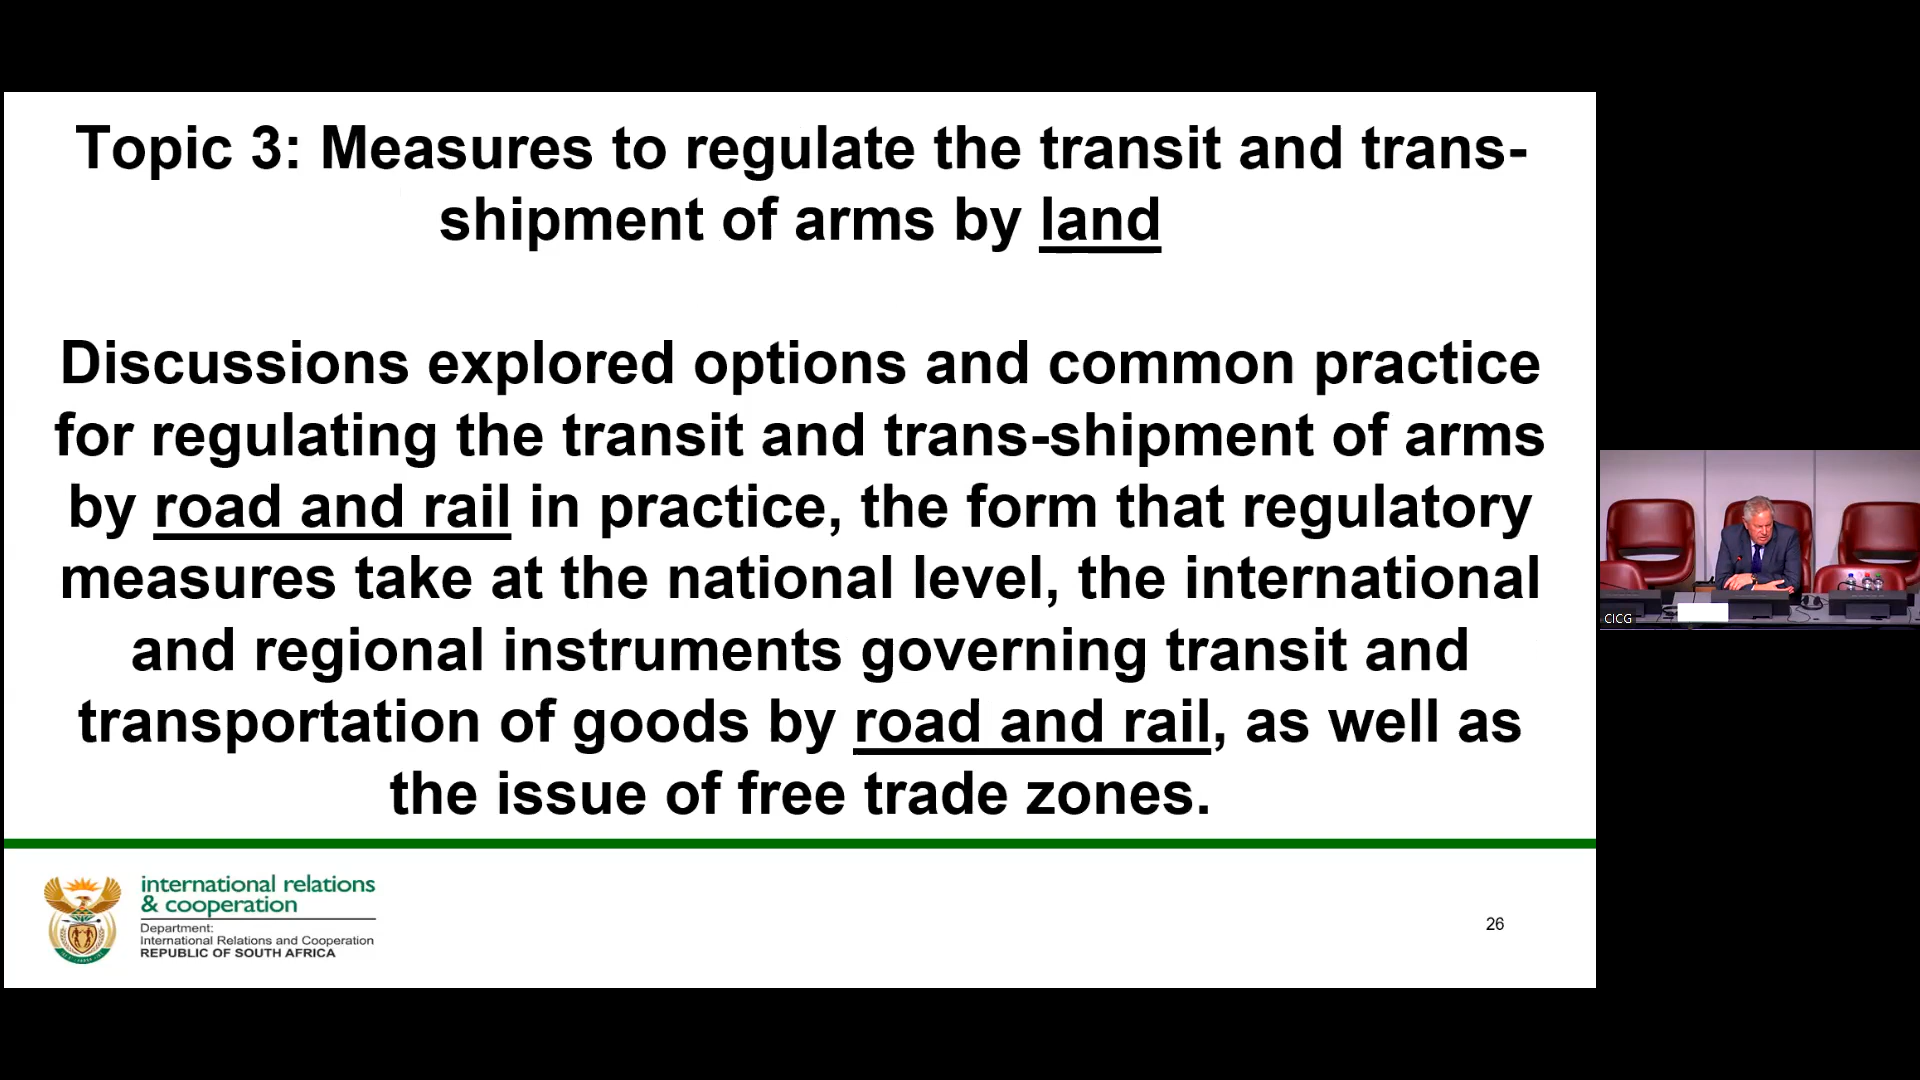 Topic 3: Measures to regulate the transit and trans-
shipment of arms by land
Discussions explored options and common practice
for regulating the transit and trans-shipment of arms
by road and rail in practice, the form that regulatory
measures take at the national level, the international
and regional instruments governing transit and
transportation of goods by road and rail, as well as
the issue of free trade zones.
international relations
& cooperation
Department:
International Relations and Cooperation
REPUBLIC OF SOUTH AFRICA
26
CICG